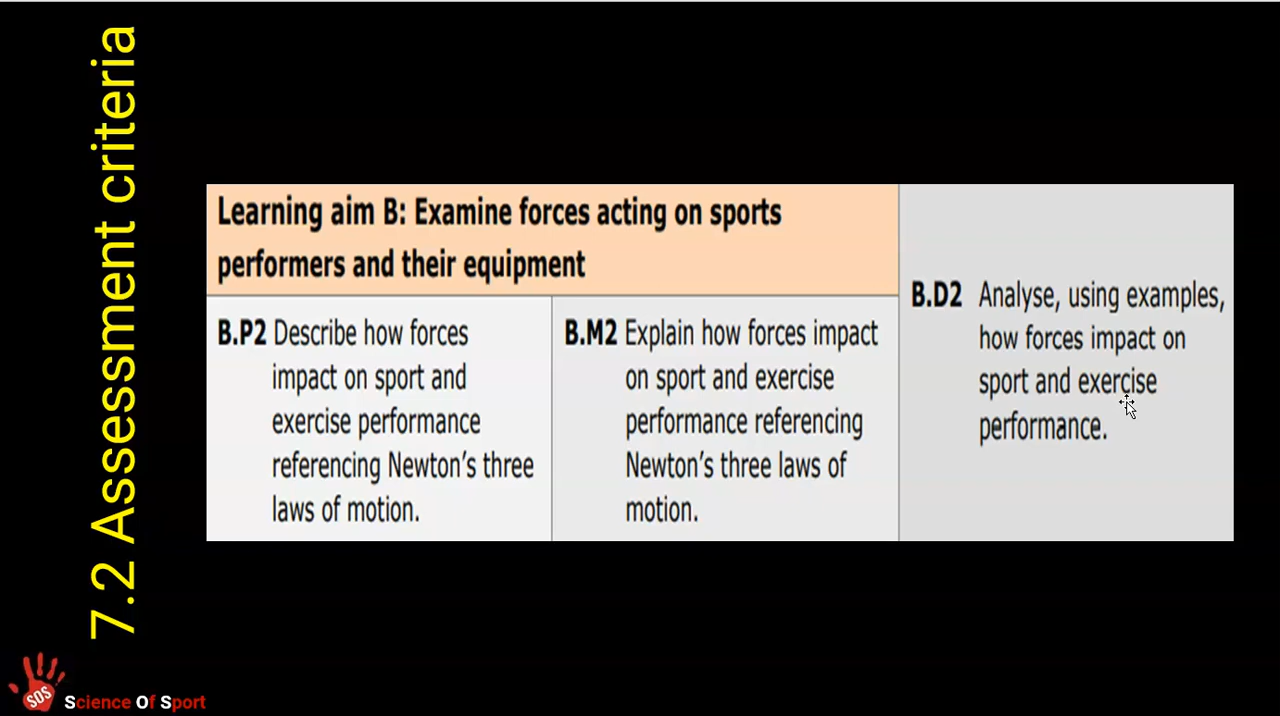 7.2 Assessment criteria
Learning aim B: Examine forces acting on sports
performers and their equipment
B.P2 Describe how forces
impact on sport and
exercise performance
referencing Newton's three
laws of motion.
B.M2 Explain how forces impact
on sport and exercise
performance referencing
Newton's three laws of
motion.
B.D2 Analyse, using examples,
how forces impact on
sport and exercise
performance.
SOS
Science Of Sport